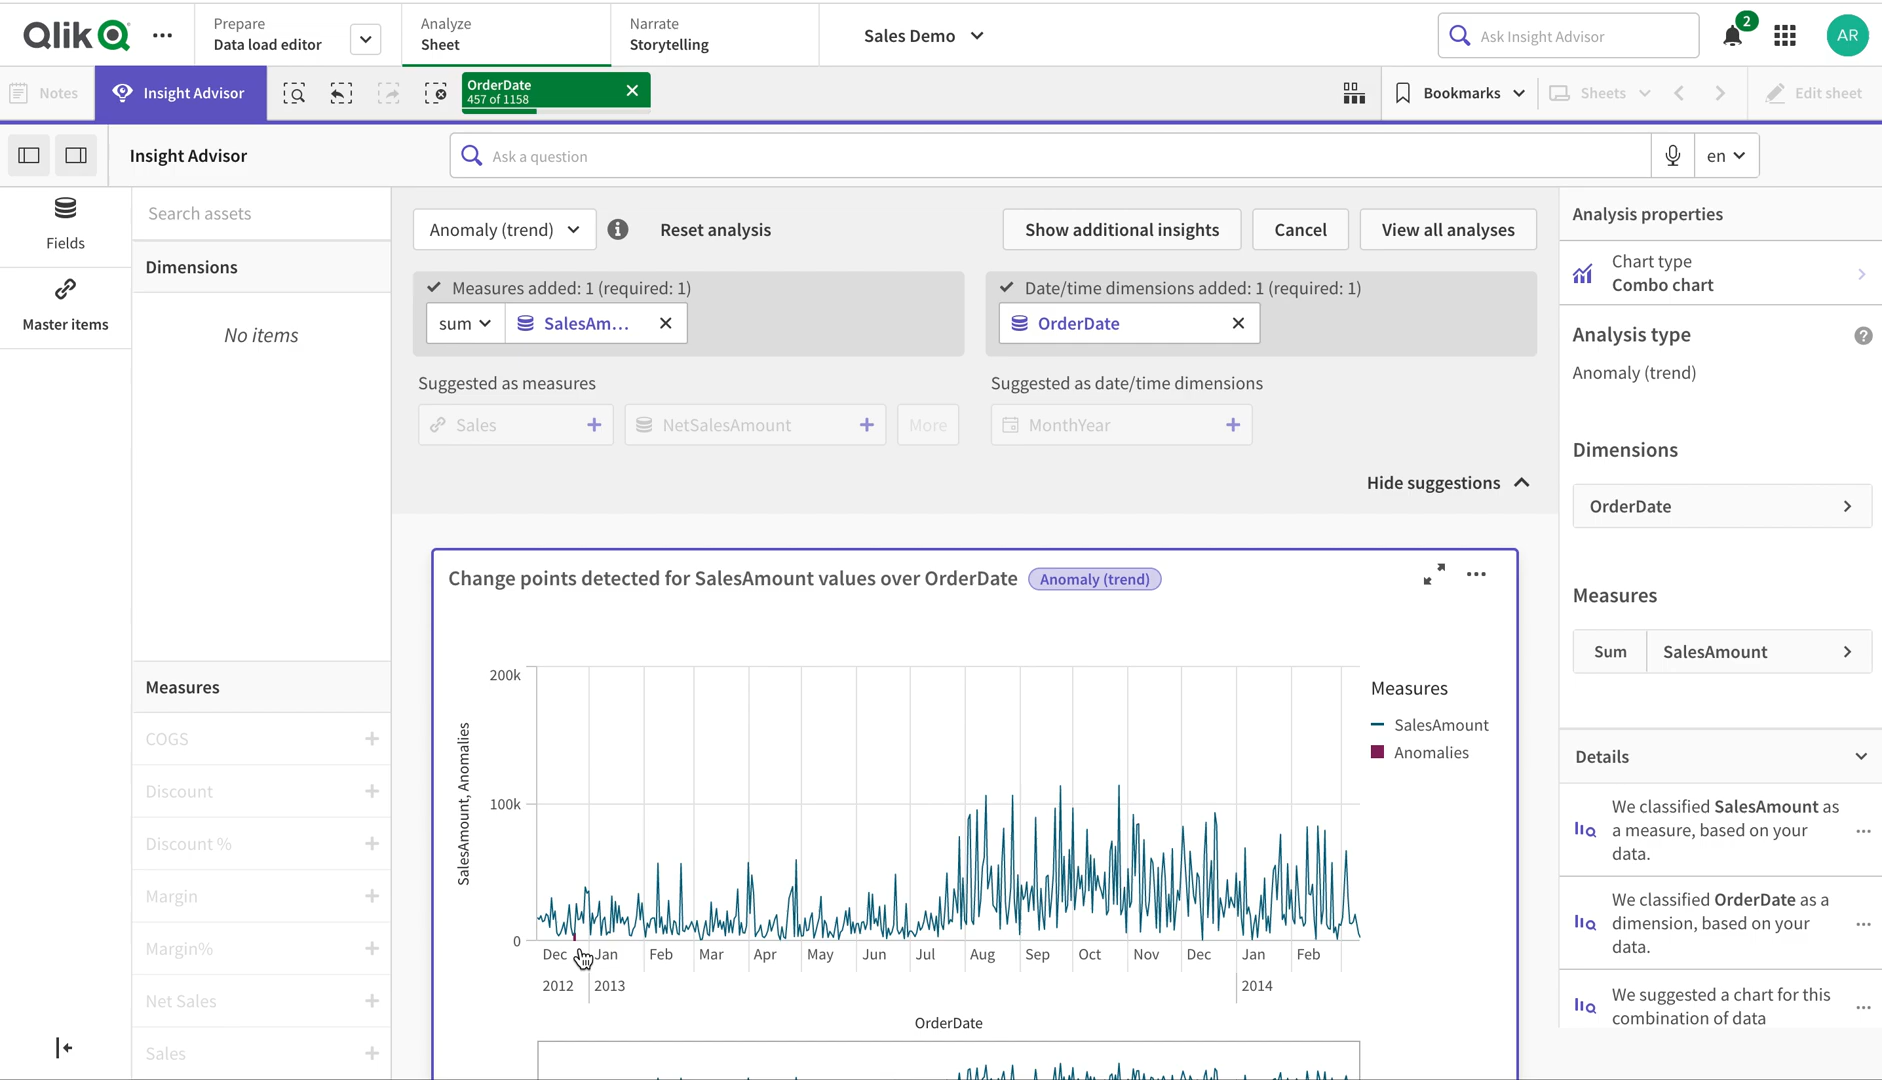 Qlik
Prepare
Data load editor
Analyze
Sheet
Narrate
Storytelling
Sales Demo
Ask Insight Advisor
2
AR
Notes
Insight Advisor
OrderDate
457 of 1158
Bookmarks
Sheets
Edit sheet
Insight Advisor
Ask a question
en
Fields
Master items
Search assets
Dimensions
No items
Measures
COGS
Discount
Discount %
Margin
Margin%
Net Sales
Sales
Anomaly (trend)
Reset analysis
Show additional insights
Cancel
View all analyses
Measures added: 1 (required: 1)
sum
SalesAm...
Date/time dimensions added: 1 (required: 1)
OrderDate
Suggested as measures
Sales
NetSalesAmount
More
Suggested as date/time dimensions
MonthYear
Hide suggestions
Change points detected for SalesAmount values over OrderDate
Anomaly (trend)
SalesAmount, Anomalies
200k
100k
0
Dec Jan Feb Mar Apr May Jun Jul Aug Sep Oct Nov Dec Jan Feb
2012 2013 2014
OrderDate
Measures
SalesAmount
Anomalies
Analysis properties
Chart type
Combo chart
Analysis type
Anomaly (trend)
Dimensions
OrderDate
Measures
Sum
SalesAmount
Details
We classified SalesAmount as
a measure, based on your
data.
We classified OrderDate as a
dimension, based on your
data.
We suggested a chart for this
combination of data